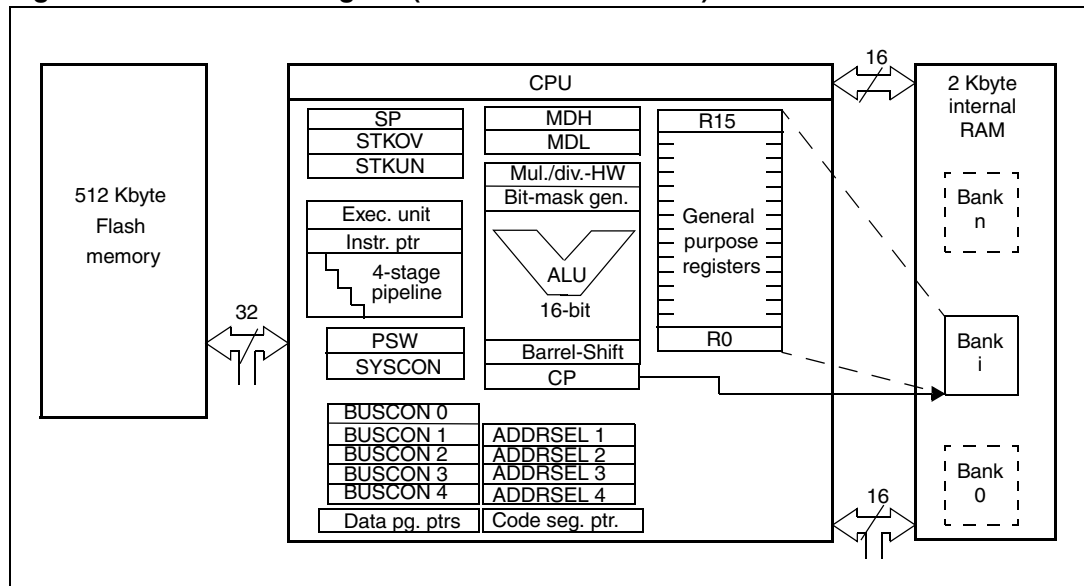 CPU
16
2 Kbyte
internal
RAM
512 Kbyte
Flash
memory
32
SP
STKOV
STKUN
Exec. unit
Instr. ptr
4-stage
pipeline
PSW
SYSCON
BUSCON 0
BUSCON 1
BUSCON 2
BUSCON 3
BUSCON 4
Data pg. ptrs
MDH
MDL
Mul./div.-HW
Bit-mask gen.
ALU
16-bit
Barrel-Shift
CP
ADDRSEL 1
ADDRSEL 2
ADDRSEL 3
ADDRSEL 4
Code seg. ptr.
R15
General
purpose
registers
R0
Bank
n
Bank
i
Bank
0
16